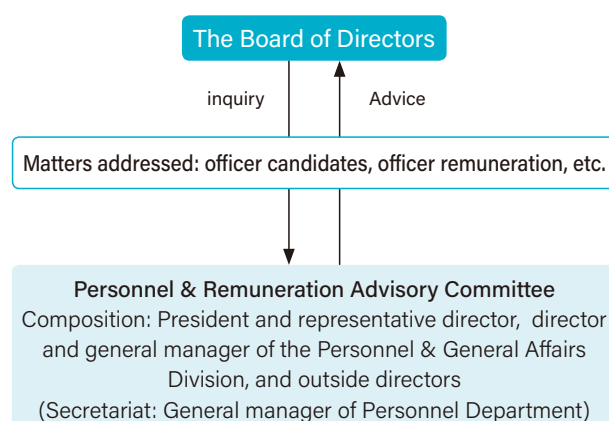 The Board of Directors
inquiry
Advice
Matters addressed: officer candidates, officer remuneration, etc.
Personnel & Remuneration Advisory Committee
Composition: President and representative director, director
and general manager of the Personnel & General Affairs
Division, and outside directors
(Secretariat: General manager of Personnel Department)